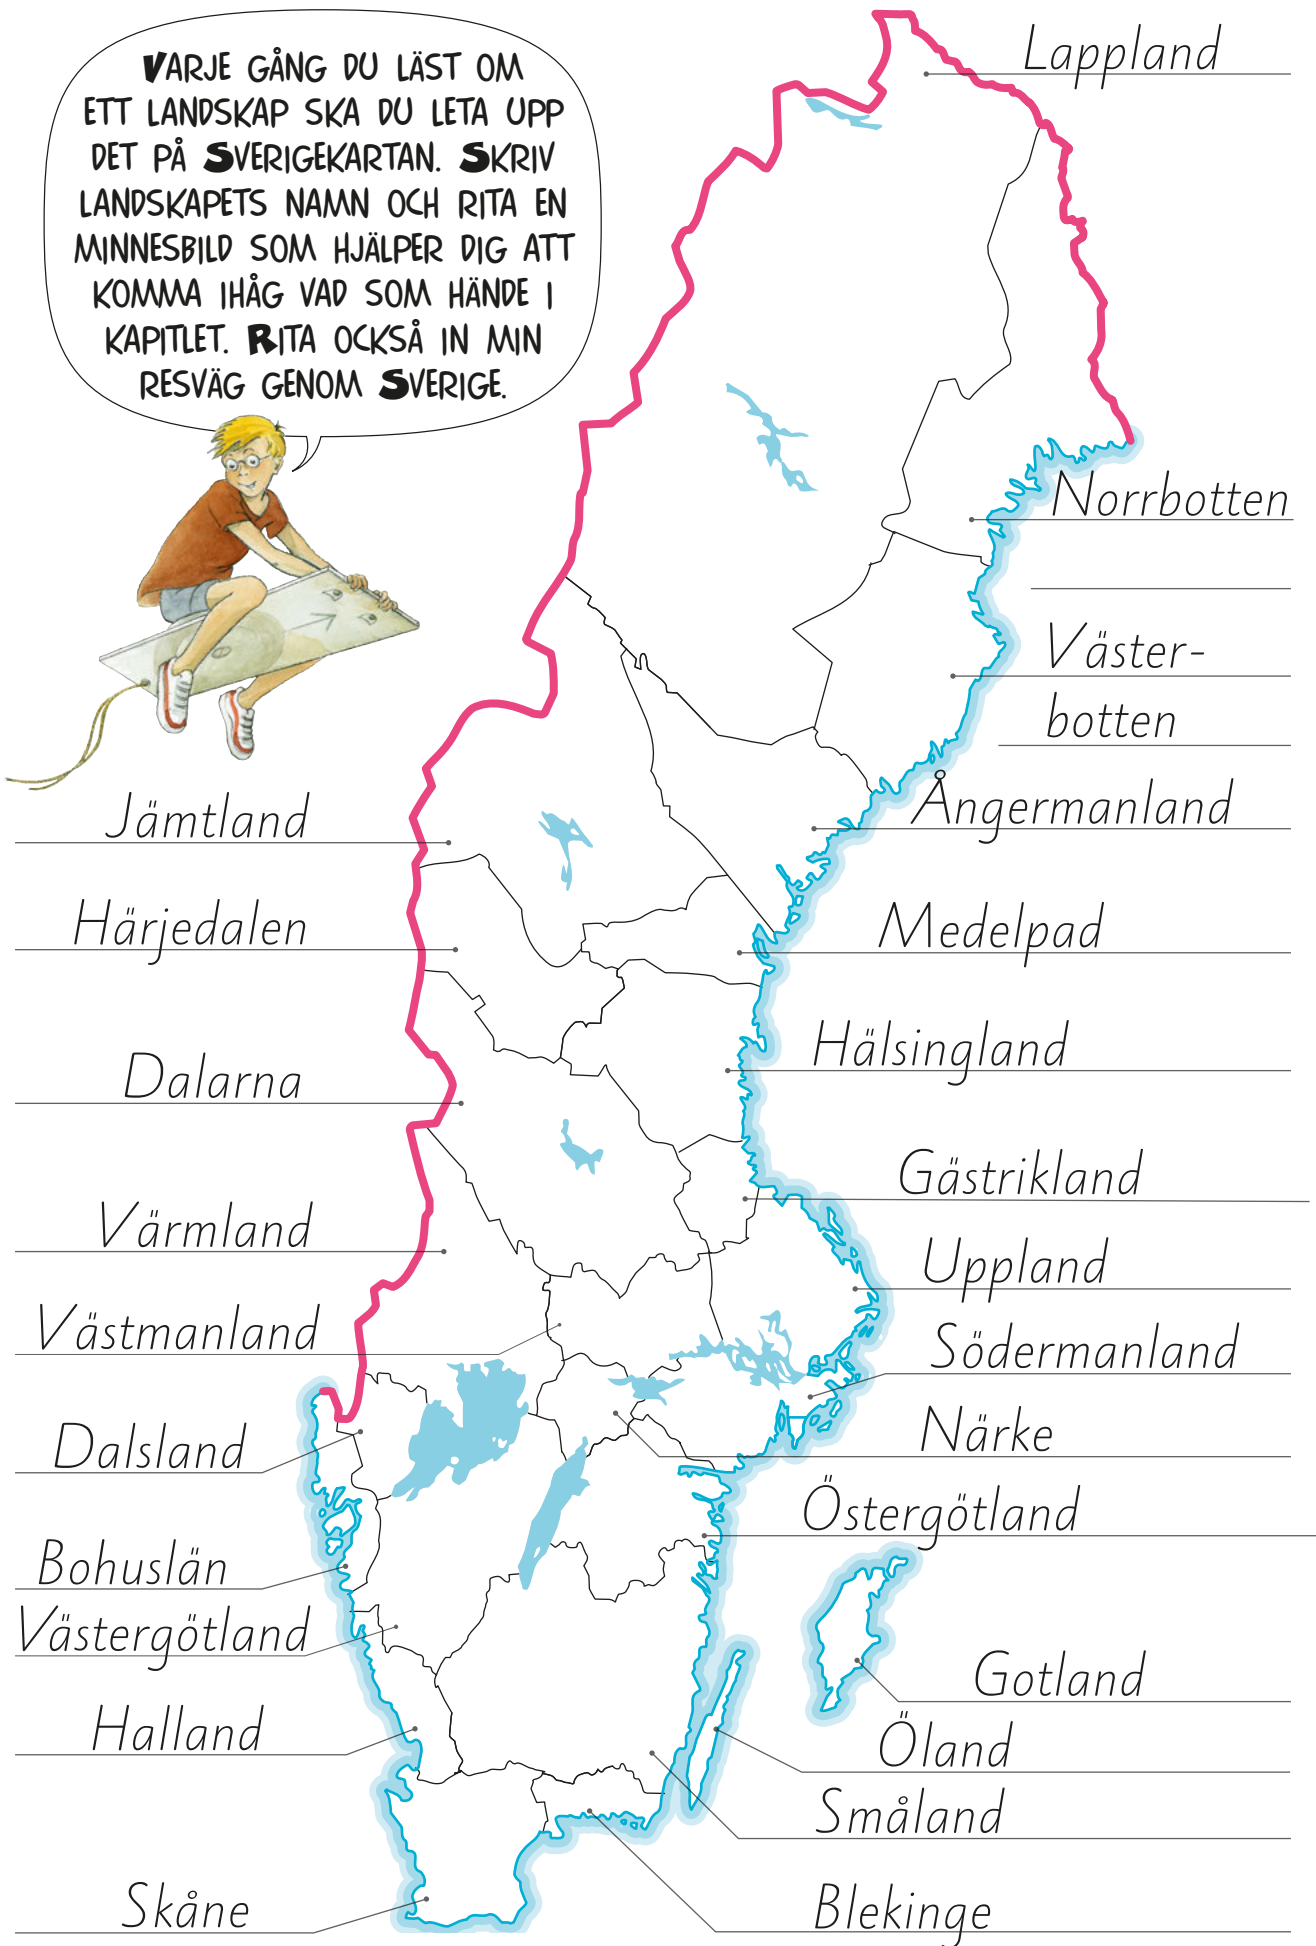 VARJE GÅNG DU LÄST OM
ETT LANDSKAP SKA DU LETA UPP
DET PÅ SVERIGEKARTAN. SKRIV
LANDSKAPETS NAMN OCH RITA EN
MINNESBILD SOM HJÄLPER DIG ATT
KOMMA IHÅG VAD SOM HÄNDE I
KAPITLET. RITA OCKSÅ IN MIN
RESVÄG GENOM SVERIGE.
Lappland
Norrbotten
Väster-
botten
Ångermanland
Jämtland
Härjedalen
Medelpad
Hälsingland
Dalarna
Gästrikland
Värmland
Uppland
Västmanland
Södermanland
Dalsland
Närke
Östergötland
Bohuslän
Västergötland
Gotland
Halland
Öland
Småland
Skåne
Blekinge